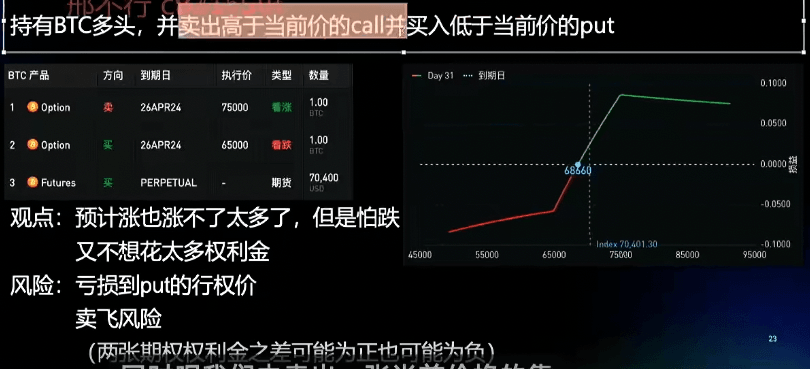 持有BTC多头，并卖出高于当前价的call并买入低于当前价的put
BTC 产品 方向 到期日 执行价 类型 数量
1 Option 卖 26APR24 75000 看涨 1.00 BTC
2 Option 买 26APR24 65000 看跌 1.00 BTC
3 Futures 买 PERPETUAL - 期货 70,400 USD
Day 31 到期日
0.1000
0.0500
0.0000
-0.0500
-0.1000
损益
68660
Index 70,401.30
45000 55000 65000 75000 85000 95000
观点：预计涨也涨不了太多了，但是怕跌
又不想花太多权利金
风险：亏损到put的行权价
卖飞风险
（两张期权权利金之差可能为正也可能为负）
23